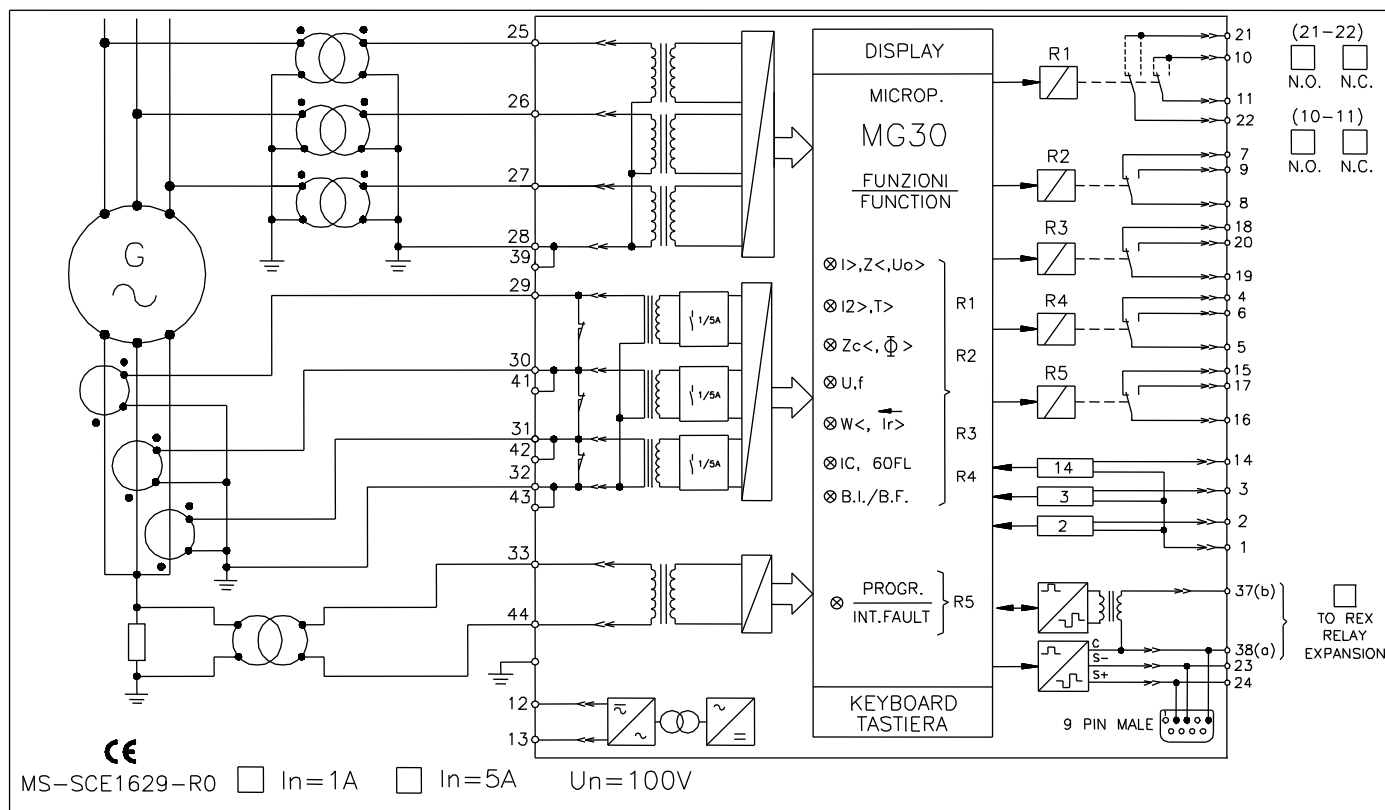 25
26
27
28
39
29
30
41
31
42
32
43
33
44
12
13
G
1/5A
1/5A
1/5A
DISPLAY
MICROP.
MG30
FUNZIONI
FUNCTION
I>,Z<,Uo>
I2>,T>
Zc<, Φ>
U,f
W<, Ir>
IC, 60FL
B.I./B.F.
R1
R2
R3
R4
PROGR.
INT.FAULT
R5
KEYBOARD
TASTIERA
R1
R2
R3
R4
R5
14
3
2
C
S-
S+
21
10
11
22
7
9
8
18
20
19
4
6
5
15
17
16
14
3
2
1
37(b)
38(a)
23
24
(21-22)
N.O. N.C.
(10-11)
N.O. N.C.
TO REX
RELAY
EXPANSION
9 PIN MALE
1
CE
MS-SCE1629-R0 In=1A In=5A Un=100V